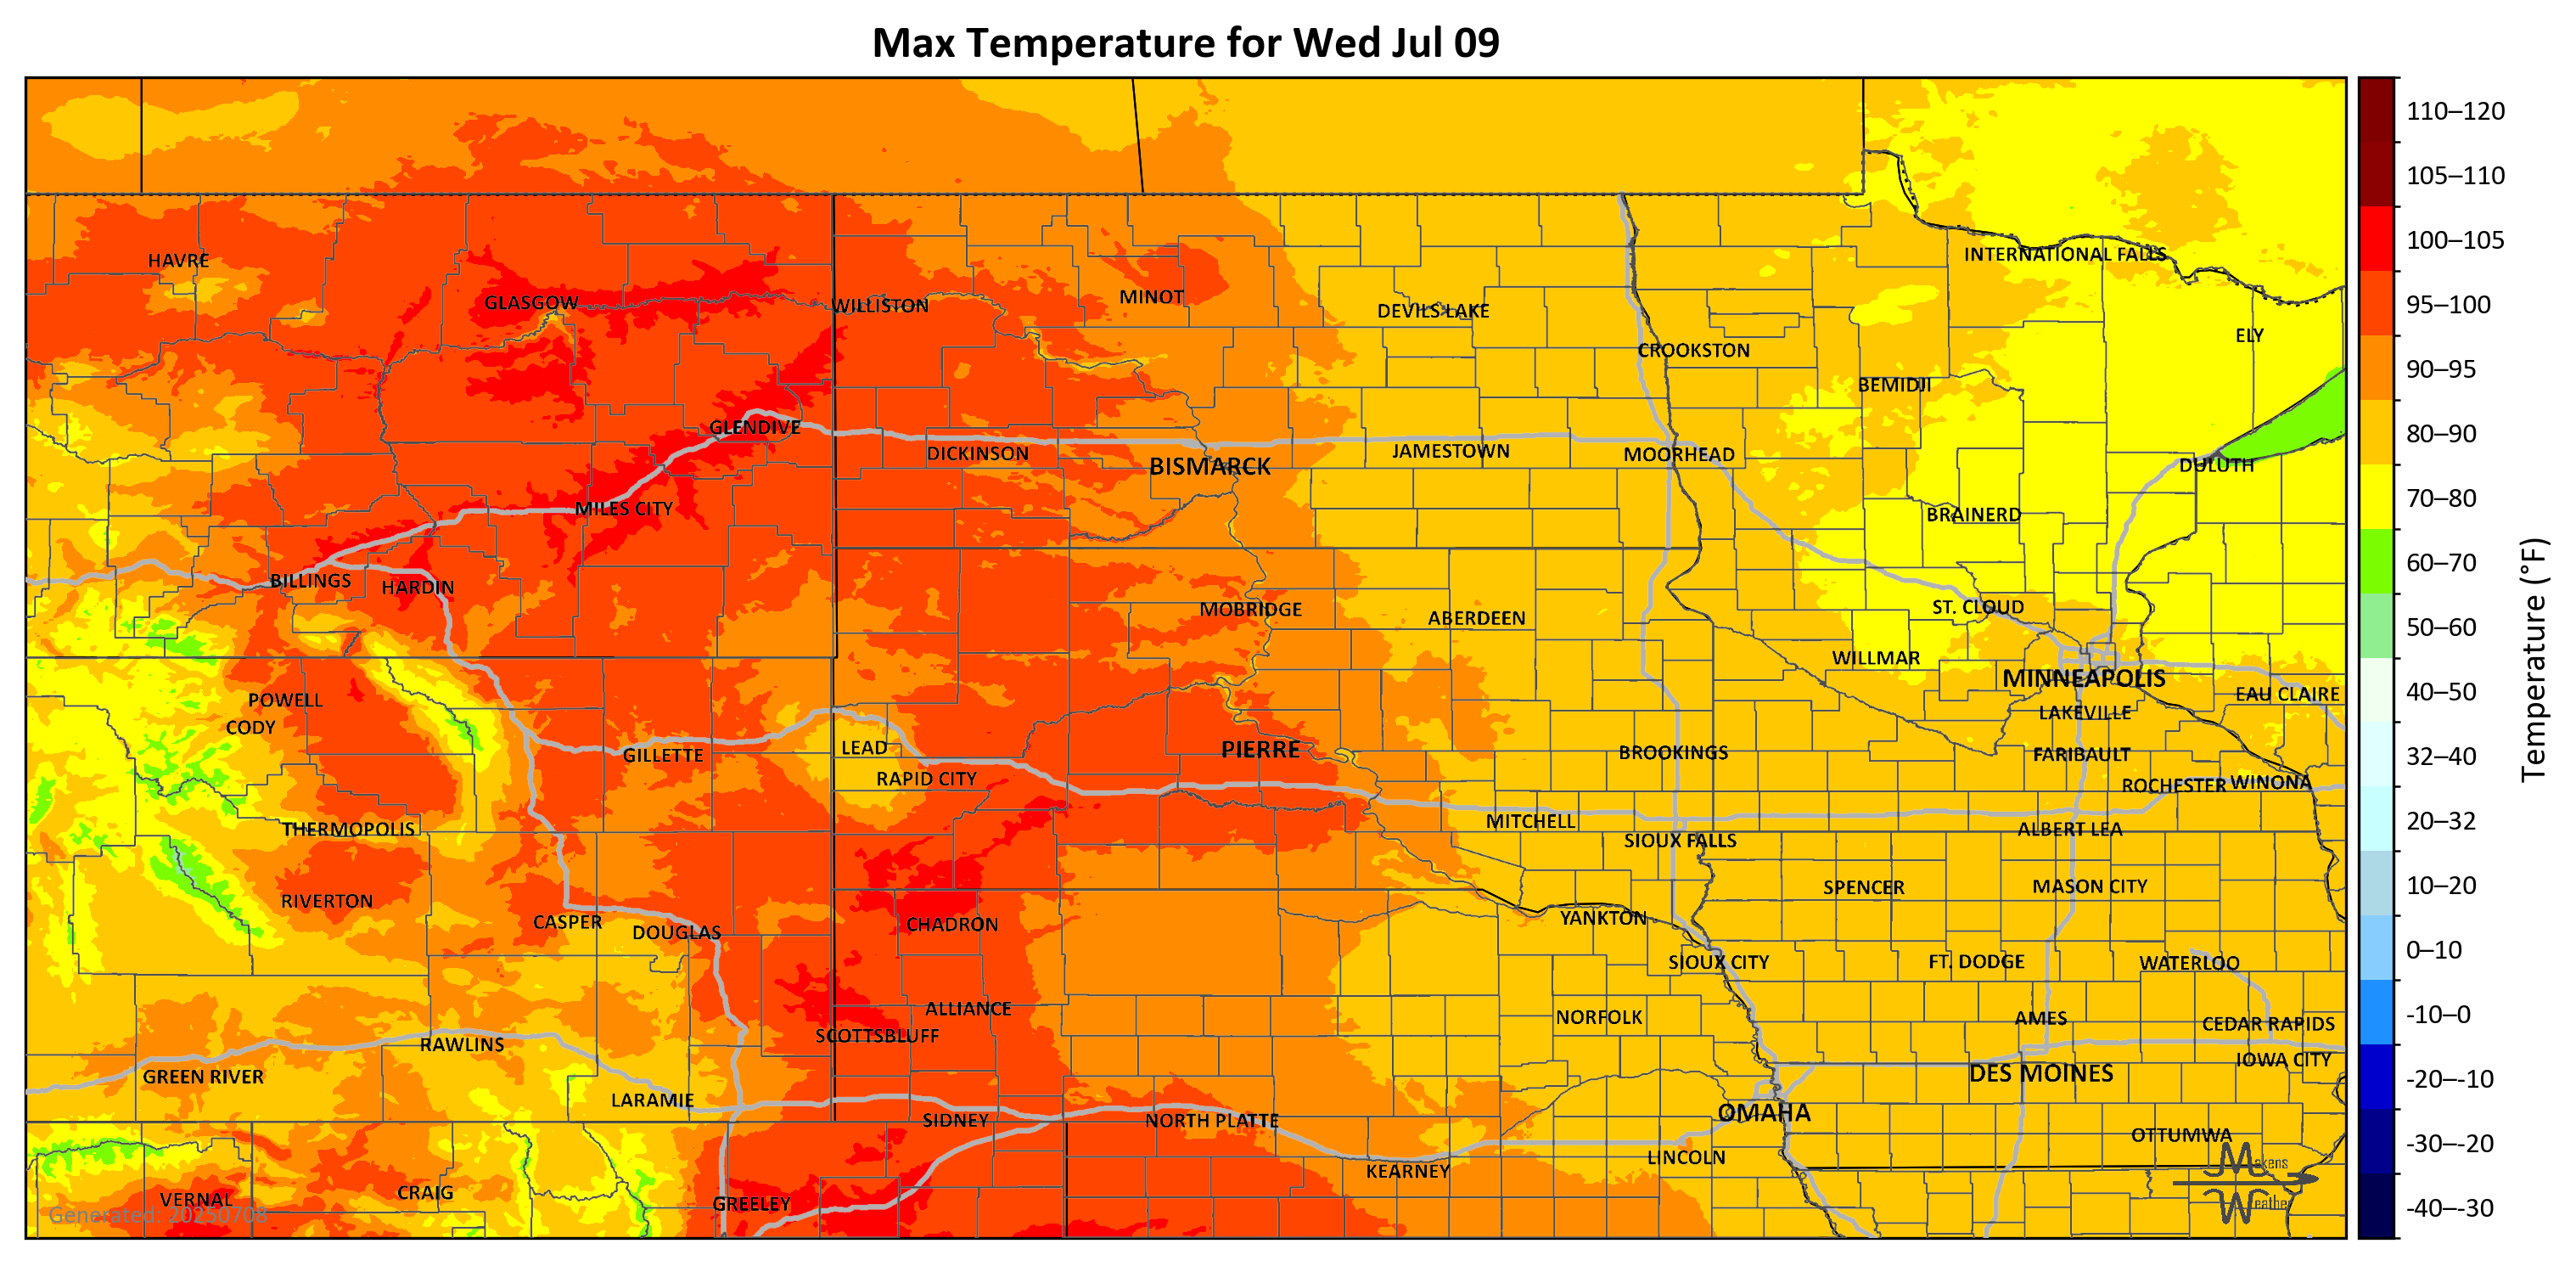 Max Temperature for Wed Jul 09
110–120
105–110
HAVRE
INTERNATIONAL FALLS
100–105
GLASGOW
WILLISTON
MINOT
DEVILS LAKE
95–100
CROOKSTON
ELY
BEMIDJI
90–95
GLENDIVE
DICKINSON
BISMARCK
JAMESTOWN
MOORHEAD
DULUTH
80–90
MILES CITY
BRAINERD
70–80
BILLINGS
HARDIN
MOBRIDGE
ABERDEEN
ST. CLOUD
60–70
POWELL
CODY
WILLMAR
MINNEAPOLIS
EAU CLAIRE
LAKEVILLE
50–60
40–50
GILLETTE
LEAD
RAPID CITY
PIERRE
BROOKINGS
FARIBAULT
ROCHESTER
WINONA
32–40
Temperature (°F)
THERMOPOLIS
MITCHELL
SIOUX FALLS
ALBERT LEA
20–32
RIVERTON
CASPER
DOUGLAS
CHADRON
YANKTON
SPENCER
MASON CITY
10–20
SIOUX CITY
FT. DODGE
WATERLOO
0–10
ALLIANCE
SCOTTSBLUFF
NORFOLK
AMES
CEDAR RAPIDS
-10–0
RAWLINS
GREEN RIVER
DES MOINES
IOWA CITY
-20–-10
LARAMIE
SIDNEY
NORTH PLATTE
OMAHA
OTTUMWA
-30–-20
KEARNEY
LINCOLN
Makens
VERNAL
CRAIG
GREELEY
Weather
-40–-30
Generated: 20250708